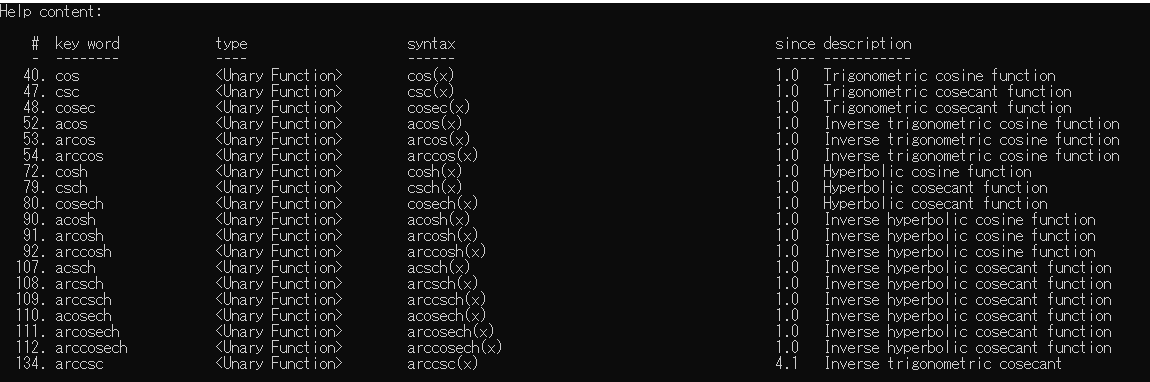 Help content:
# key word type syntax since description
- -------- ---- ------ ----- -----------
40. cos <Unary Function> cos(x) 1.0 Trigonometric cosine function
47. csc <Unary Function> csc(x) 1.0 Trigonometric cosecant function
48. cosec <Unary Function> cosec(x) 1.0 Trigonometric cosecant function
52. acos <Unary Function> acos(x) 1.0 Inverse trigonometric cosine function
53. arcos <Unary Function> arcos(x) 1.0 Inverse trigonometric cosine function
54. arccos <Unary Function> arccos(x) 1.0 Inverse trigonometric cosine function
72. cosh <Unary Function> cosh(x) 1.0 Hyperbolic cosine function
79. csch <Unary Function> csch(x) 1.0 Hyperbolic cosecant function
80. cosech <Unary Function> cosech(x) 1.0 Hyperbolic cosecant function
90. acosh <Unary Function> acosh(x) 1.0 Inverse hyperbolic cosine function
91. arcosh <Unary Function> arcosh(x) 1.0 Inverse hyperbolic cosine function
92. arccosh <Unary Function> arccosh(x) 1.0 Inverse hyperbolic cosine function
107. acsch <Unary Function> acsch(x) 1.0 Inverse hyperbolic cosecant function
108. arcsch <Unary Function> arcsch(x) 1.0 Inverse hyperbolic cosecant function
109. arccsch <Unary Function> arccsch(x) 1.0 Inverse hyperbolic cosecant function
110. acosech <Unary Function> acosech(x) 1.0 Inverse hyperbolic cosecant function
111. arcosech <Unary Function> arcosech(x) 1.0 Inverse hyperbolic cosecant function
112. arccosech <Unary Function> arccosech(x) 1.0 Inverse hyperbolic cosecant function
134. arccsc <Unary Function> arccsc(x) 4.1 Inverse trigonometric cosecant